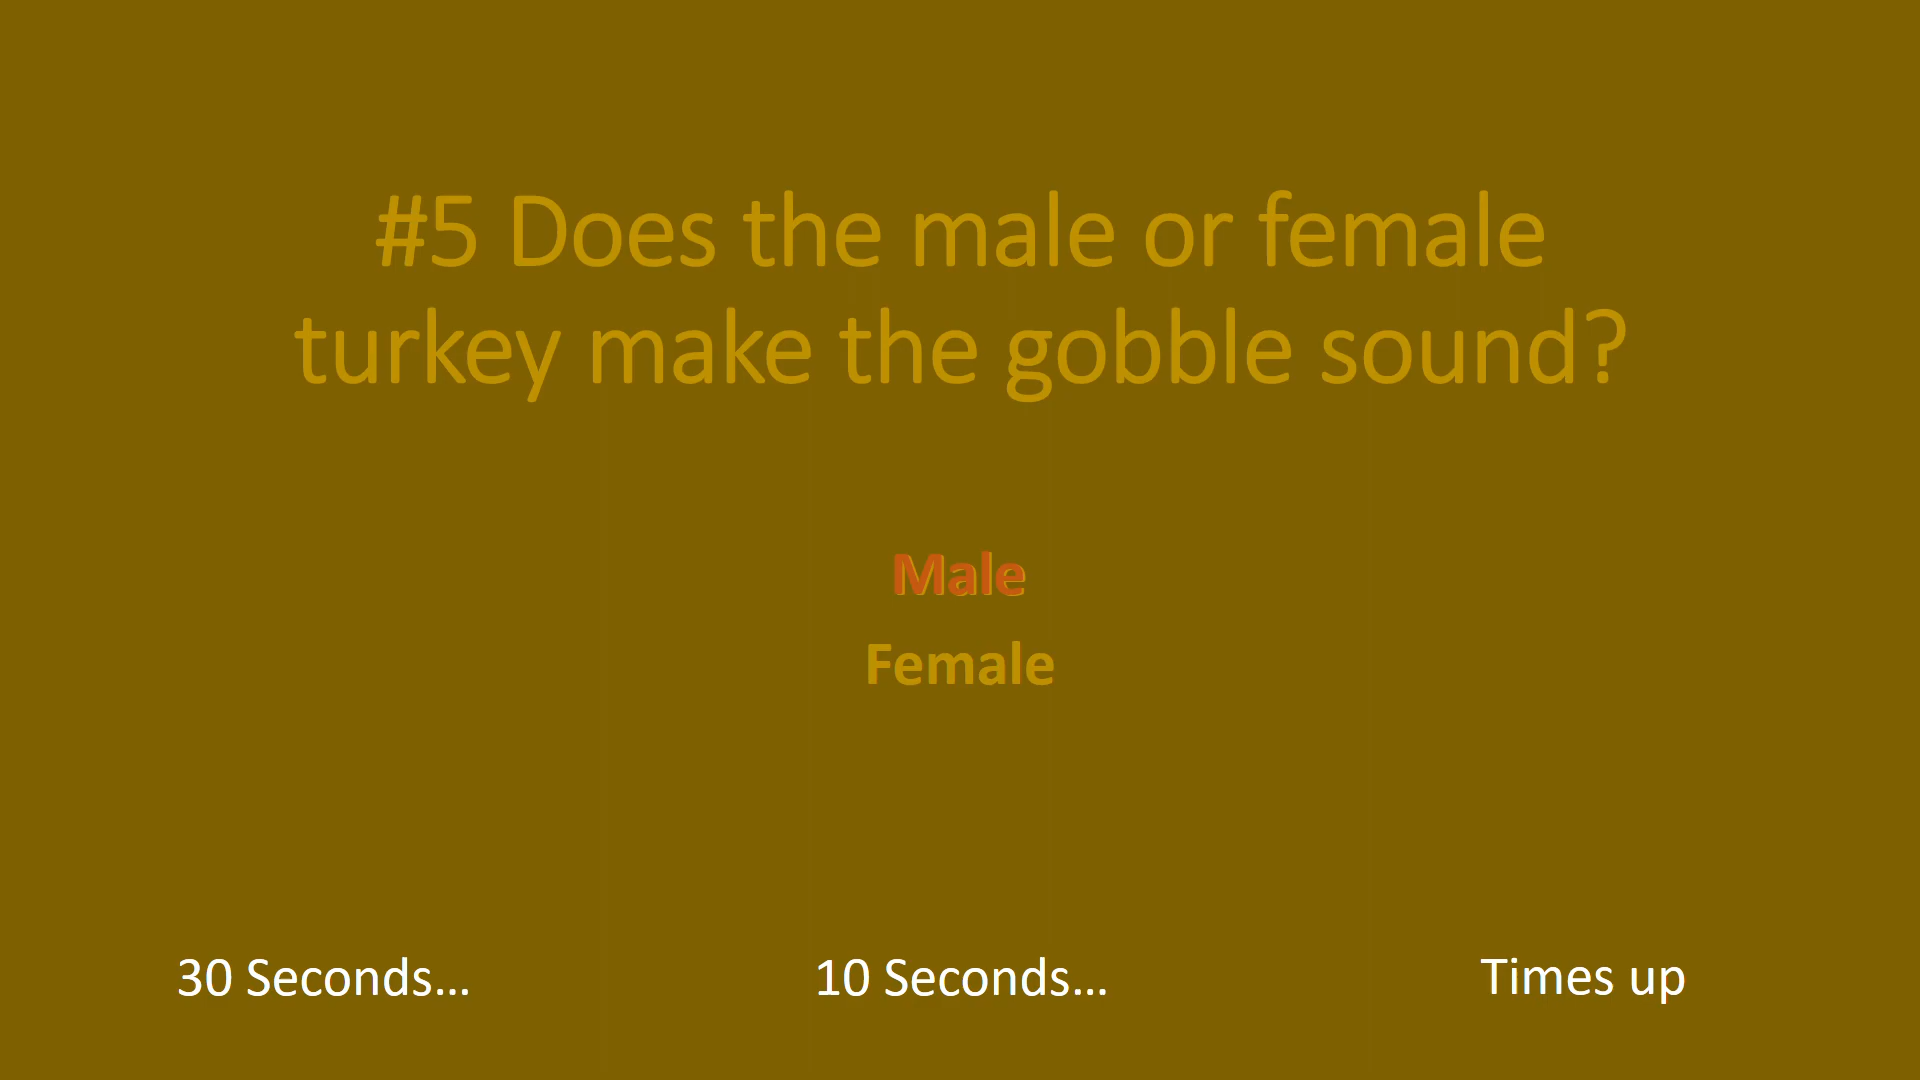 #5 Does the male or female
turkey make the gobble sound?
Male
Female
30 Seconds...
10 Seconds...
Times up